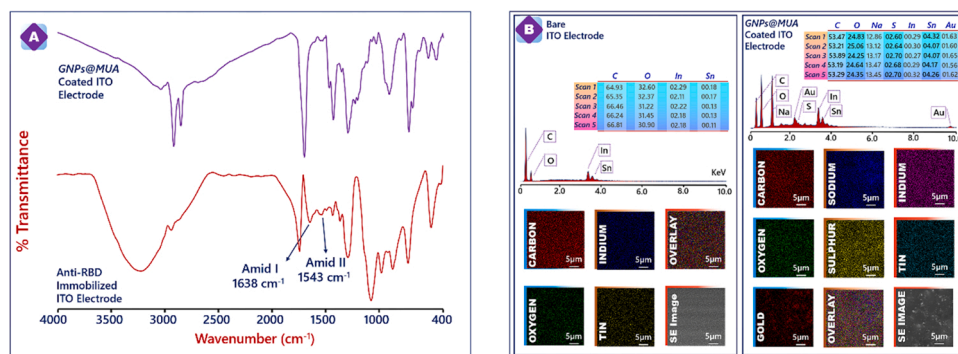 A
GNPs@MUA
Coated ITO
Electrode
% Transmittance
Amid I
1638 cm-1
Amid II
1543 cm-1
Anti-RBD
Immobilized
ITO Electrode
4000 3000 2000 1000 400
Wavenumber (cm-1)
B
Bare
ITO Electrode
C O In Sn
Scan 1 64.93 32.60 02.29 00.18
Scan 2 65.35 32.37 02.11 00.17
Scan 3 66.46 31.22 02.22 00.13
Scan 4 66.24 31.45 02.18 00.13
Scan 5 66.81 30.90 02.18 00.11
C
O
In
Sn
KeV
0.0 2.0 4.0 6.0 8.0 10.0
CARBON
5µm
INDIUM
5µm
OVERLAY
5µm
OXYGEN
5µm
TIN
5µm
SE Image
5µm
GNPs@MUA
Coated ITO
Electrode
C O Na S In Sn Au
Scan 1 53.47 24.83 12.86 02.60 00.29 04.32 01.63
Scan 2 53.21 25.06 13.12 02.64 00.30 04.07 01.60
Scan 3 53.89 24.25 13.17 02.70 00.27 04.07 01.65
Scan 4 53.19 24.64 13.47 02.68 00.29 04.17 01.56
Scan 5 53.29 24.35 13.45 02.70 00.32 04.26 01.62
C
O
Na
Au
S
In
Sn
Au
0.0 2.0 4.0 6.0 8.0 10.0
CARBON
5µm
SODIUM
5µm
INDIUM
5µm
OXYGEN
5µm
SULPHUR
5µm
TIN
5µm
GOLD
5µm
OVERLAY
5µm
SE IMAGE
5µm